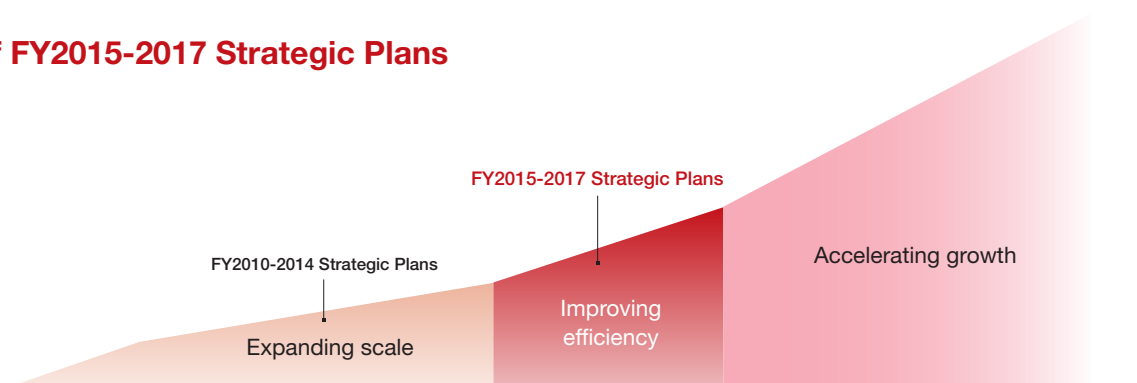 FY2015-2017 Strategic Plans
FY2015-2017 Strategic Plans
FY2010-2014 Strategic Plans
Accelerating growth
Improving
efficiency
Expanding scale